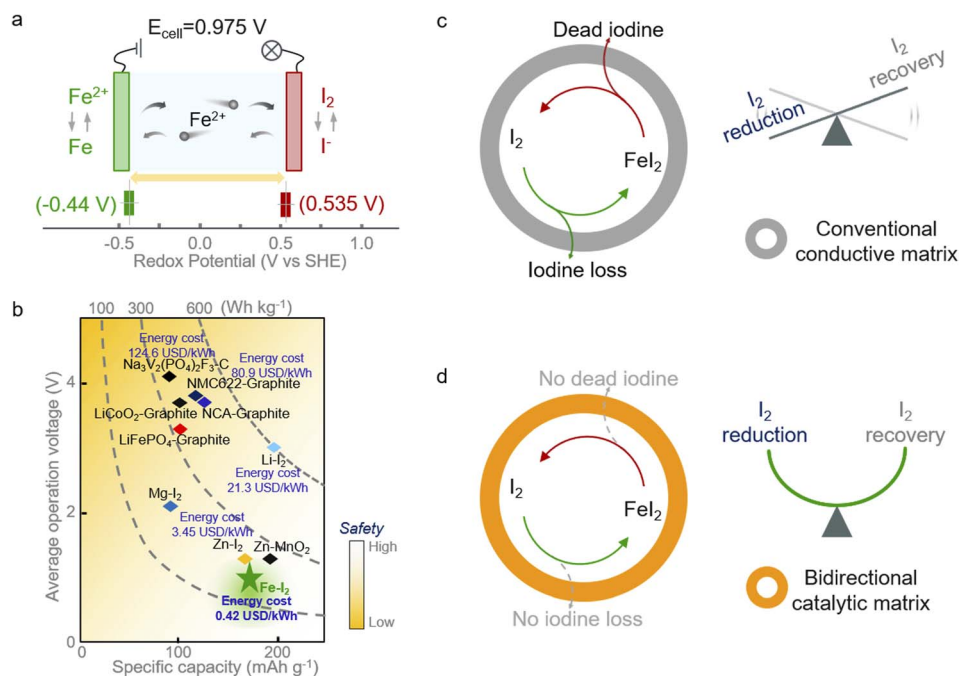 a
E_cell=0.975 V
Fe²⁺
Fe
Fe²⁺
I₂
I⁻
(-0.44 V)
(0.535 V)
-0.5
0.0
0.5
1.0
Redox Potential (V vs SHE)
b
100
300
600
(Wh kg⁻¹)
Energy cost
124.6 USD/kWh
Na₃V₂(PO₄)₂F₃-C
Energy cost
80.9 USD/kWh
NMC622-Graphite
LiCoO₂-Graphite
NCA-Graphite
LiFePO₄-Graphite
Li-I₂
Energy cost
21.3 USD/kWh
Mg-I₂
Energy cost
3.45 USD/kWh
Zn-I₂
Zn-MnO₂
Fe-I₂
Energy cost
0.42 USD/kWh
4
2
0
Average operation voltage (V)
100
200
Specific capacity (mAh g⁻¹)
Safety
High
Low
c
Dead iodine
I₂
FeI₂
Iodine loss
I₂
reduction
I₂
recovery
Conventional
conductive matrix
d
No dead iodine
I₂
FeI₂
No iodine loss
I₂
reduction
I₂
recovery
Bidirectional
catalytic matrix